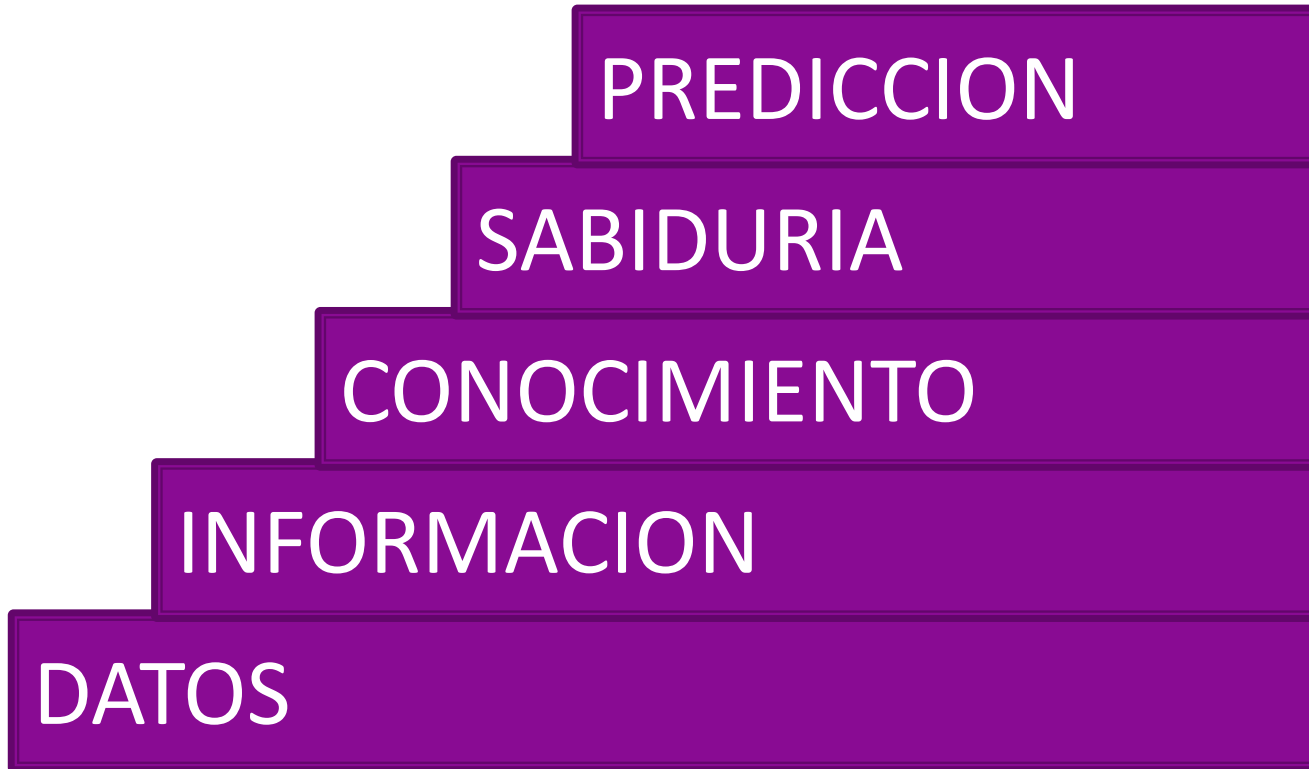 PREDICCION
SABIDURIA
CONOCIMIENTO
INFORMACION
DATOS